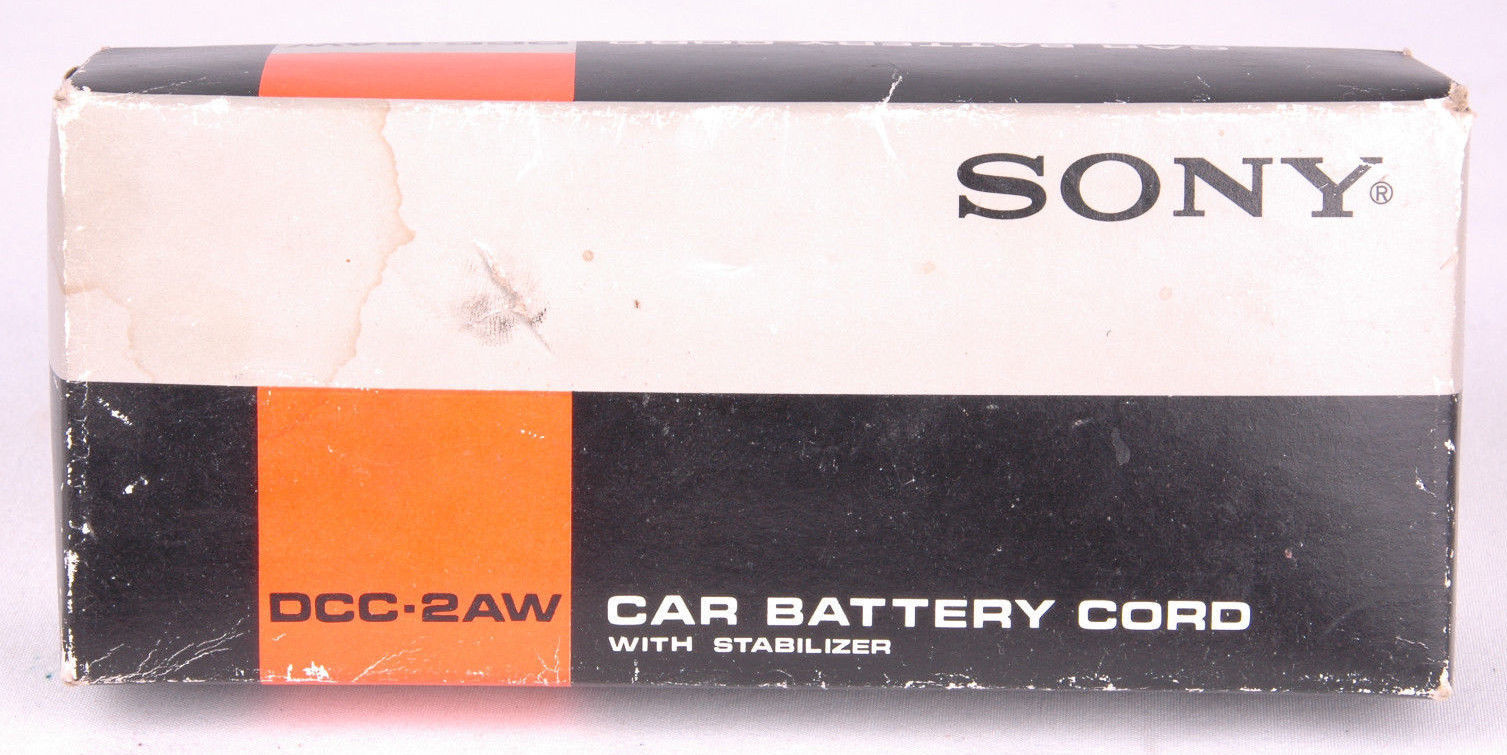 SONY®
DCC·2AW
CAR BATTERY CORD
WITH STABILIZER